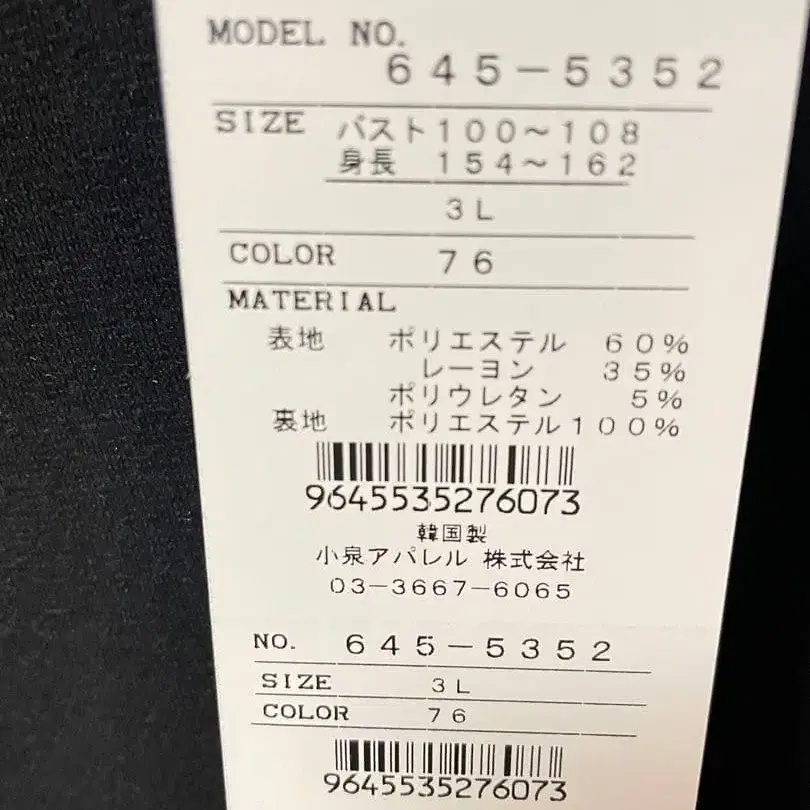 MODEL NO.
645-5352
SIZE バスト100~108
身長 154~162
3L
COLOR 76
MATERIAL
表地 ポリエステル 60%
レーヨン 35%
ポリウレタン 5%
裏地 ポリエステル100%
9645535276073
韓国製
小泉アパレル 株式会社
03-3667-6065
NO. 645-5352
SIZE 3L
COLOR 76
9645535276073